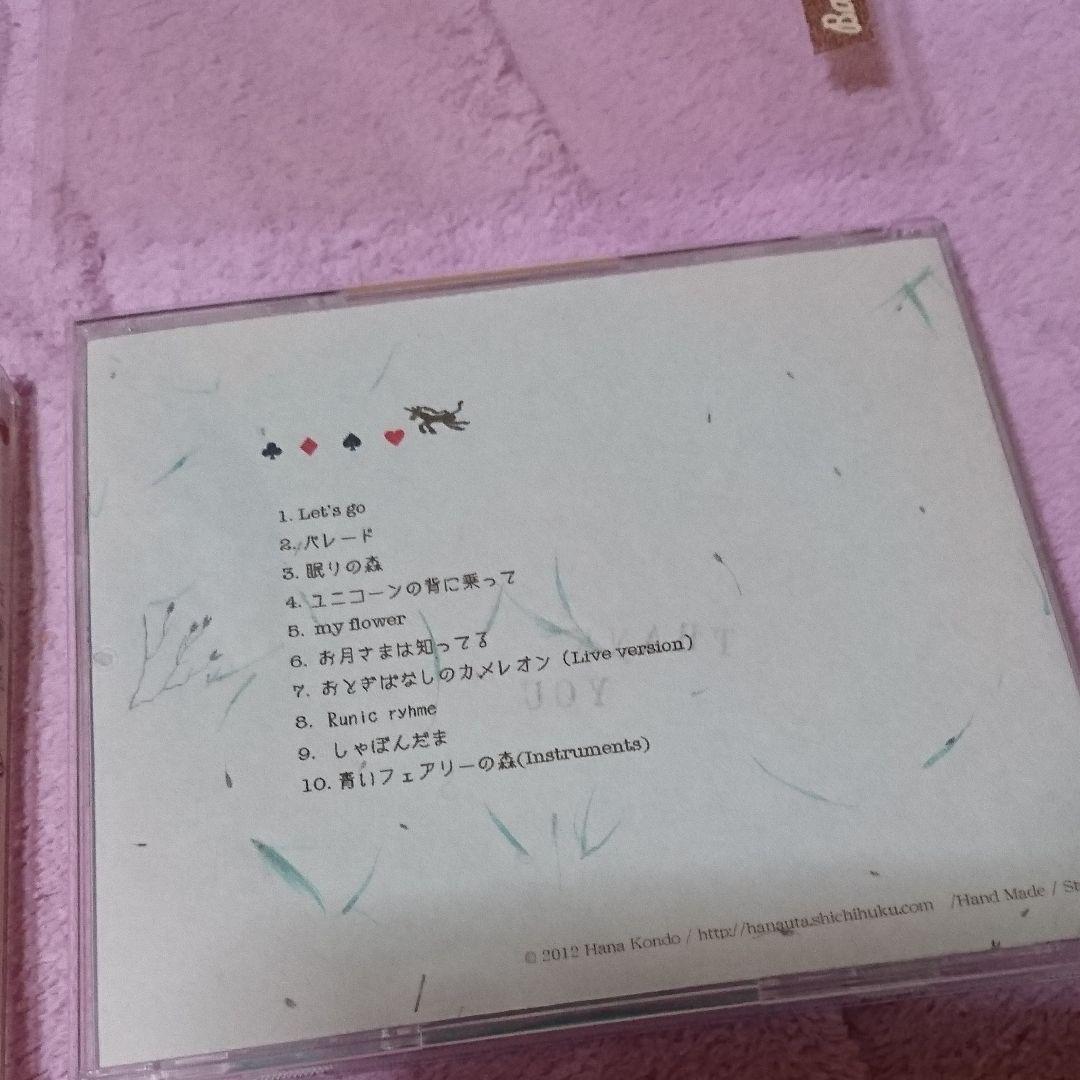 Ba
1. Let's go
2. パレード
3. 眠りの森
4. ユニコーンの背に乗って
5. my flower
6. お月さまは知ってる
7. おとぎばなしのカメレオン (Live version)
8. Runic ryhme
9. しゃぼんだま
10. 青いフェアリーの森(Instruments)
YOU
© 2012 Hana Kondo / http://hanauta.shichihuku.com /Hand Made / St